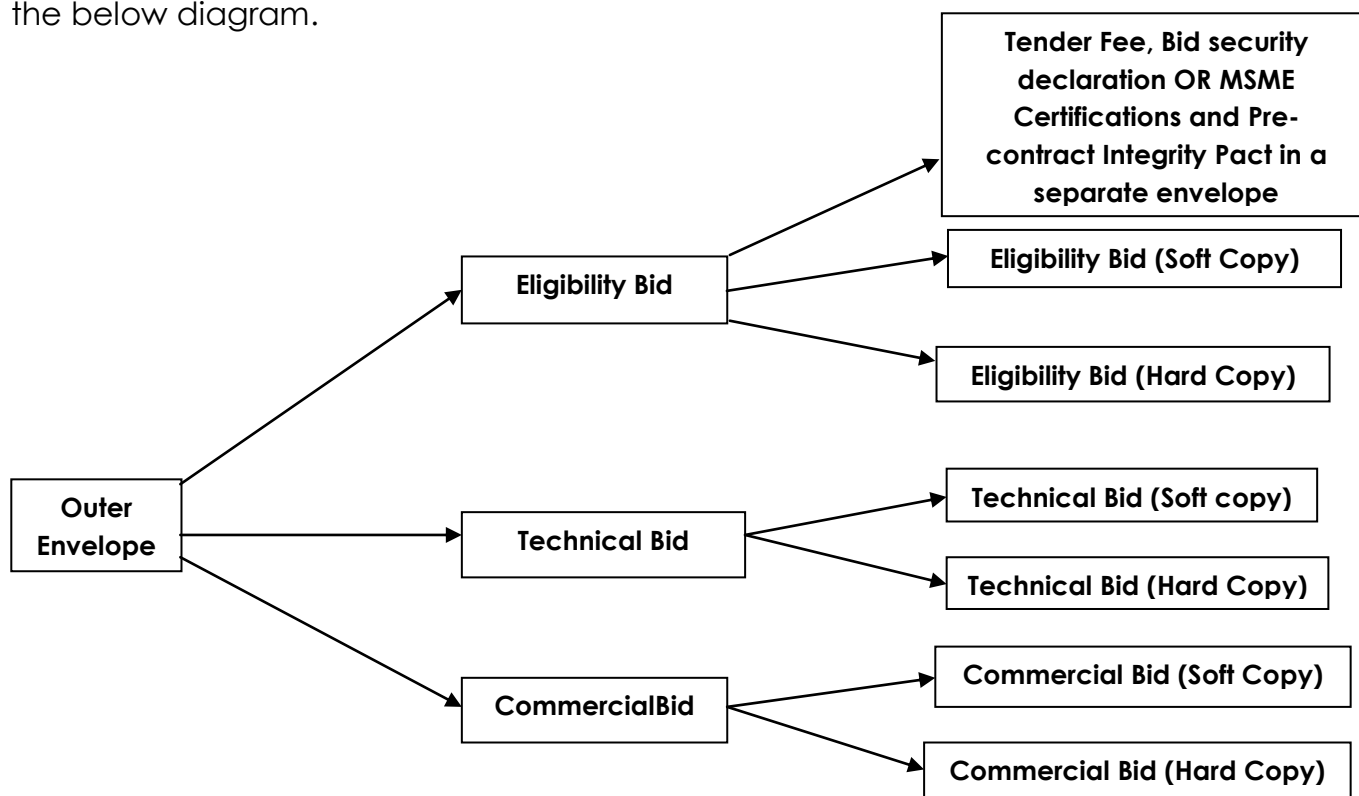 the below diagram.
Tender Fee, Bid security
declaration OR MSME
Certifications and Pre-
contract Integrity Pact in a
separate envelope
Eligibility Bid
Eligibility Bid (Soft Copy)
Eligibility Bid (Hard Copy)
Outer
Envelope
Technical Bid
Technical Bid (Soft copy)
Technical Bid (Hard Copy)
CommercialBid
Commercial Bid (Soft Copy)
Commercial Bid (Hard Copy)